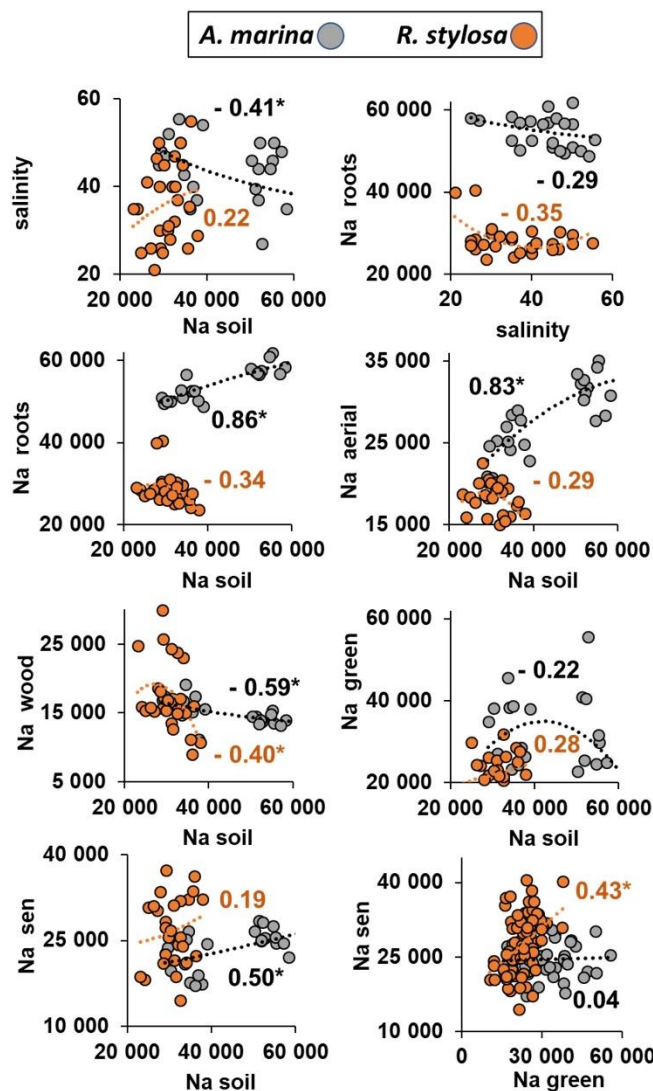 A. marina R. stylosa
60
40
20
salinity
- 0.41*
0.22
20 000 40 000 60 000
Na soil
60 000
40 000
20 000
Na roots
- 0.29
- 0.35
20 40 60
salinity
60 000
40 000
20 000
Na roots
0.86*
- 0.34
20 000 40 000 60 000
Na soil
35 000
25 000
15 000
Na aerial
0.83*
- 0.29
20 000 40 000 60 000
Na soil
25 000
15 000
5 000
Na wood
- 0.59*
- 0.40*
20 000 40 000 60 000
Na soil
60 000
40 000
20 000
Na green
- 0.22
0.28
20 000 40 000 60 000
Na soil
40 000
25 000
10 000
Na sen
0.19
0.50*
20 000 40 000 60 000
Na soil
40 000
25 000
10 000
Na sen
0.43*
0.04
0 30 000 60 000
Na green